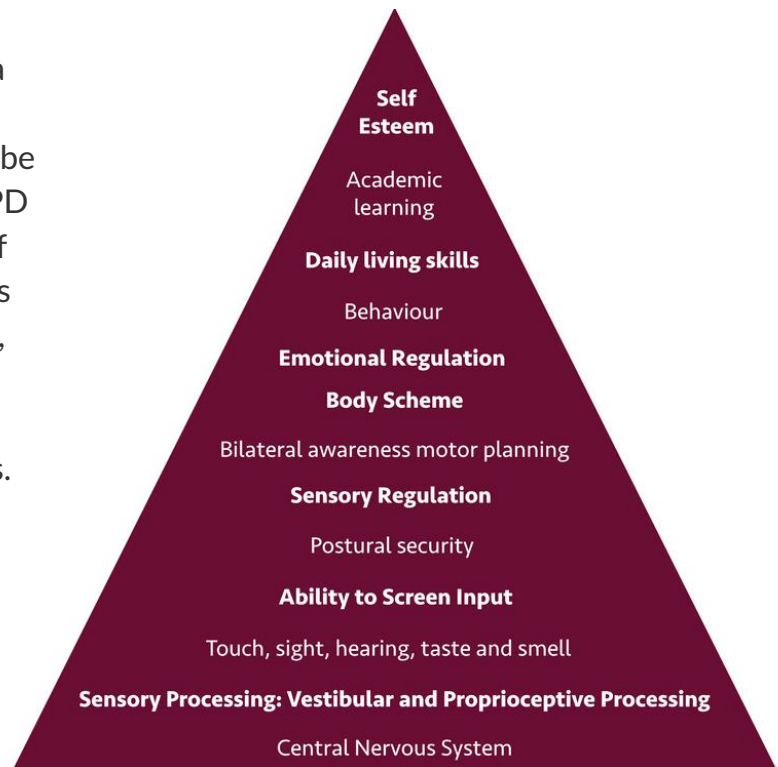 a
be
PD
f
s
,
s.
Self
Esteem
Academic
learning
Daily living skills
Behaviour
Emotional Regulation
Body Scheme
Bilateral awareness motor planning
Sensory Regulation
Postural security
Ability to Screen Input
Touch, sight, hearing, taste and smell
Sensory Processing: Vestibular and Proprioceptive Processing
Central Nervous System